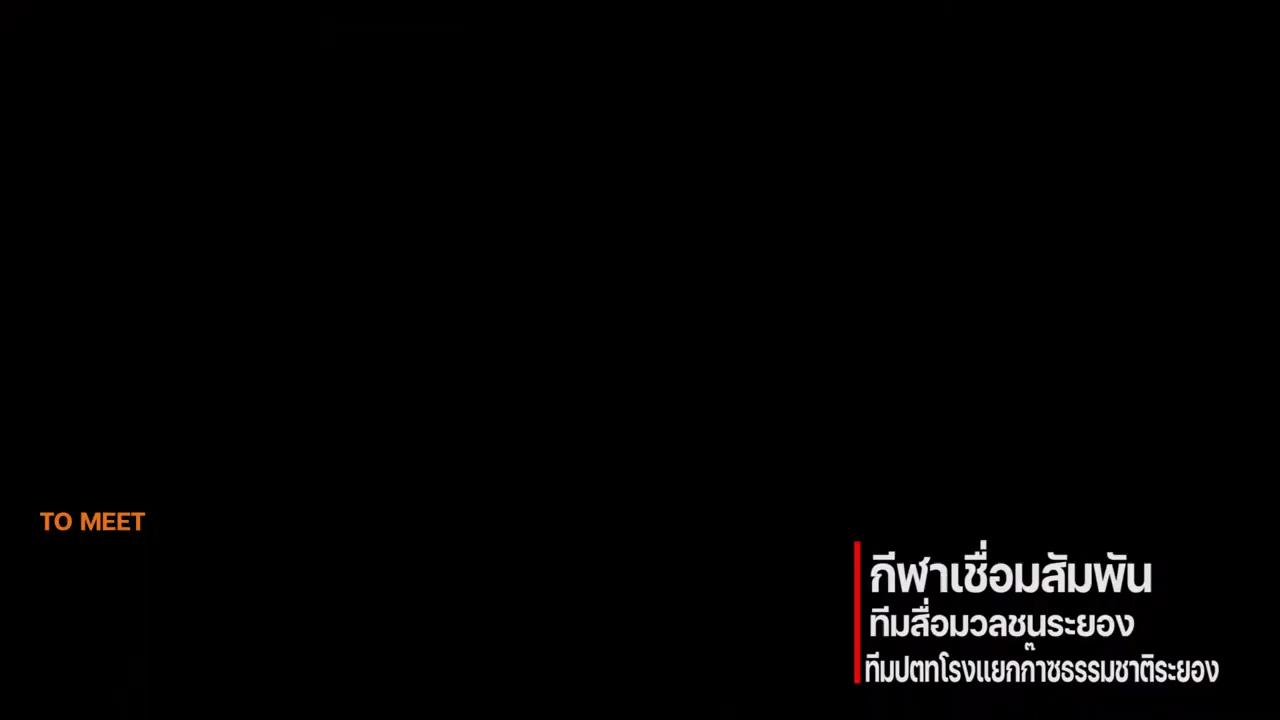 TO MEET
กีฬาเชื่อมสัมพัน
ทีมสื่อมวลชนระยอง
ทีมปตทโรงแยกก๊าซธรรมชาติระยอง